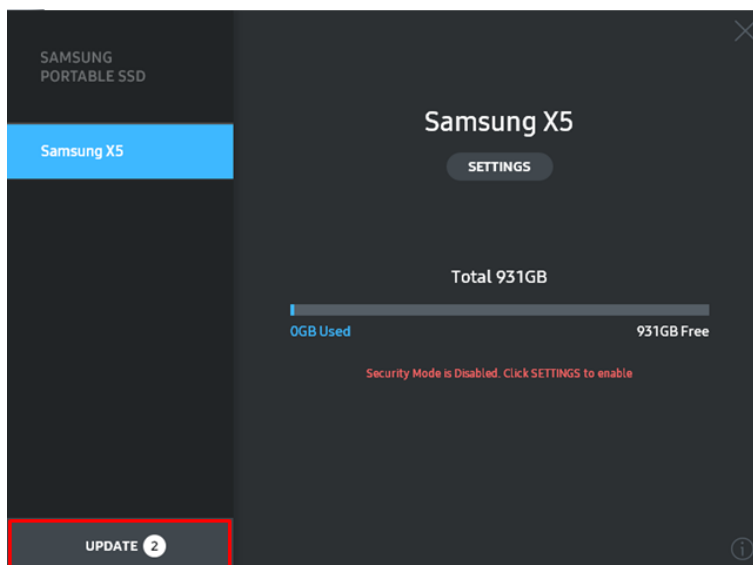 SAMSUNG
PORTABLE SSD
Samsung X5
Samsung X5
SETTINGS
Total 931GB
0GB Used
931GB Free
Security Mode is Disabled. Click SETTINGS to enable
UPDATE 2